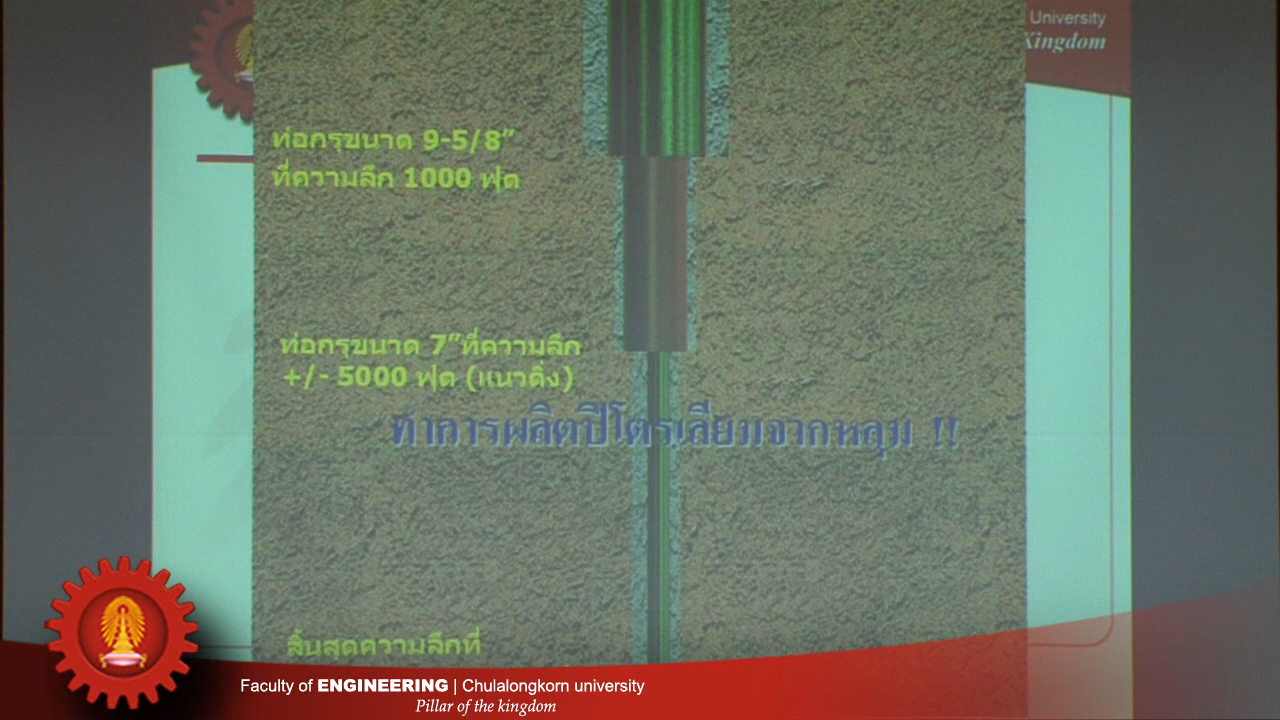 University
Kingdom
ท่อกรุขนาด 9-5/8"
ที่ความลึก 1000 ฟุต
ท่อกรุขนาด 7"ที่ความลึก
+/- 5000 ฟุต (แนวดิ่ง)
ทำการผลิตปิโตรเลียมจากหลุม !!
สิ้นสุดความลึกที่
Faculty of ENGINEERING | Chulalongkorn university
Pillar of the kingdom